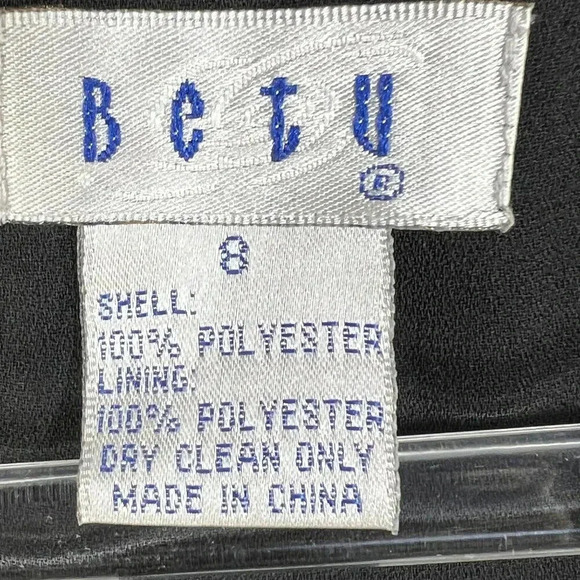 Betu®
8
SHELL:
100% POLYESTER
LINING:
100% POLYESTER
DRY CLEAN ONLY
MADE IN CHINA